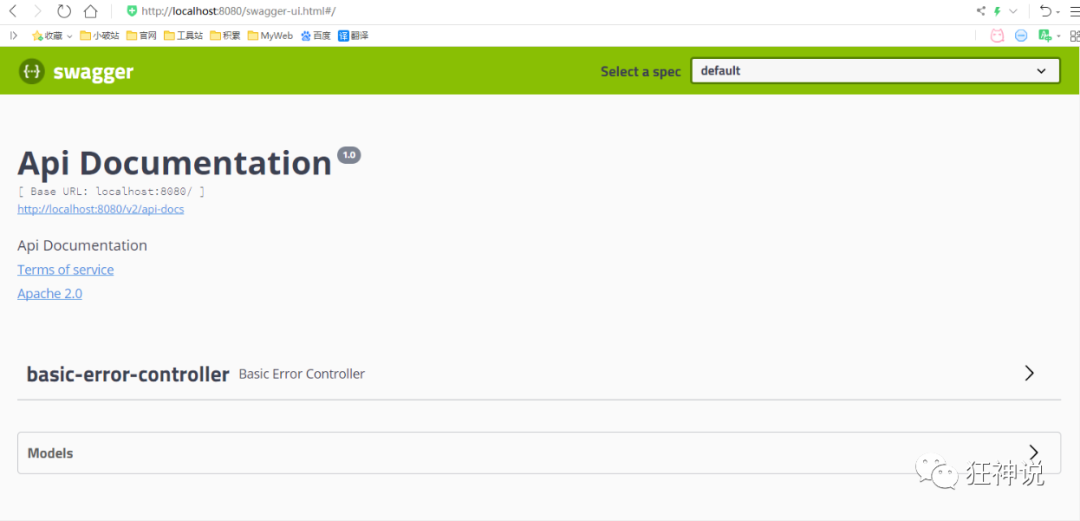 http://localhost:8080/swagger-ui.html#/
收藏 小破站 官网 工具站 积累 MyWeb 百度 译 翻译
swagger Select a spec default
Api Documentation 1.0
[ Base URL: localhost:8080/ ]
http://localhost:8080/v2/api-docs
Api Documentation
Terms of service
Apache 2.0
basic-error-controller Basic Error Controller
Models
狂神说